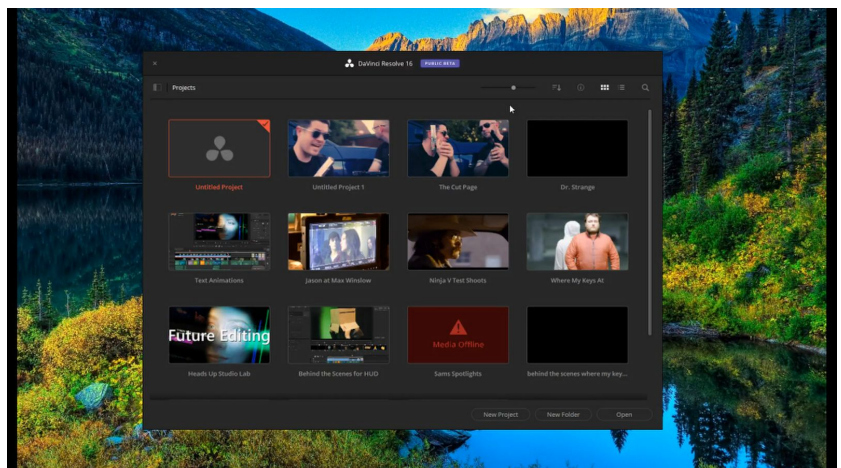 DaVinci Resolve 16 PUBLIC BETA
Projects
Untitled Project
Untitled Project 1
The Cut Page
Dr. Strange
Text Animations
Jason at Max Winslow
Ninja V Test Shoots
Where My Keys At
Future Editing
Media Offline
Heads Up Studio Lab
Behind the Scenes for HUD
Sams Spotlights
behind the scenes where my key...
New Project
New Folder
Open